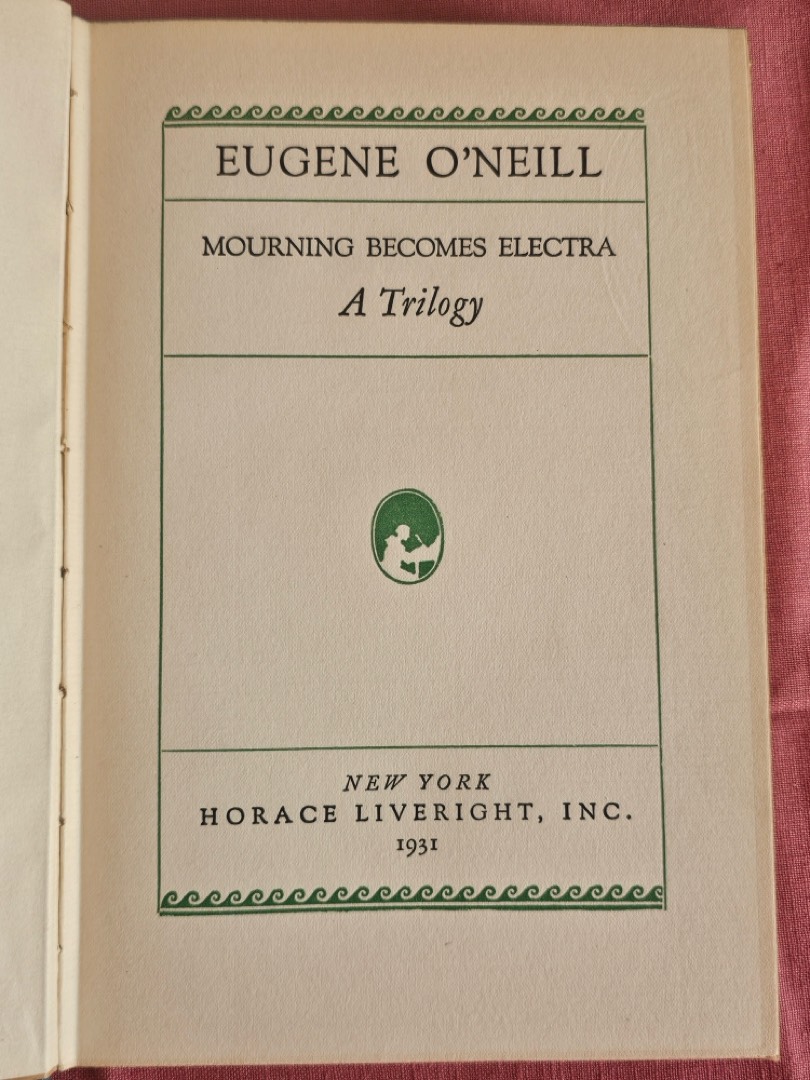 EUGENE O'NEILL
MOURNING BECOMES ELECTRA
A Trilogy
NEW YORK
HORACE LIVERIGHT, INC.
1931